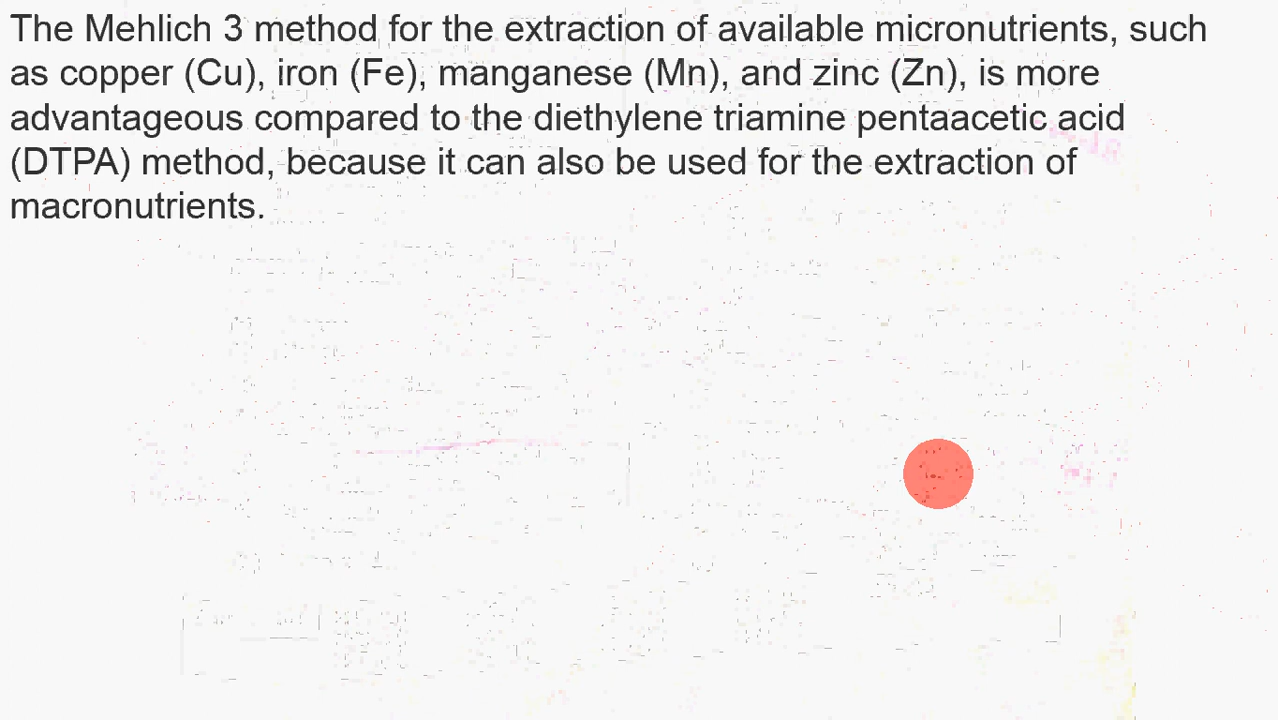 The Mehlich 3 method for the extraction of available micronutrients, such
as copper (Cu), iron (Fe), manganese (Mn), and zinc (Zn), is more
advantageous compared to the diethylene triamine pentaacetic acid
(DTPA) method, because it can also be used for the extraction of
macronutrients.